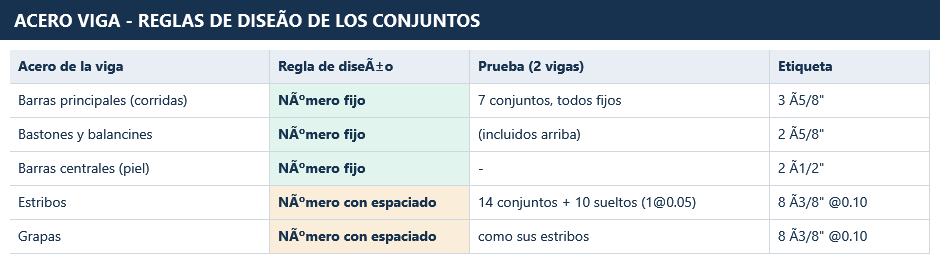 ACERO VIGA - REGLAS DE DISEÃO DE LOS CONJUNTOS
Acero de la viga Regla de diseÃ±o Prueba (2 vigas) Etiqueta
Barras principales (corridas) NÃºmero fijo 7 conjuntos, todos fijos 3 Ã5/8"
Bastones y balancines NÃºmero fijo (incluidos arriba) 2 Ã5/8"
Barras centrales (piel) NÃºmero fijo - 2 Ã1/2"
Estribos NÃºmero con espaciado 14 conjuntos + 10 sueltos (1@0.05) 8 Ã3/8" @0.10
Grapas NÃºmero con espaciado como sus estribos 8 Ã3/8" @0.10